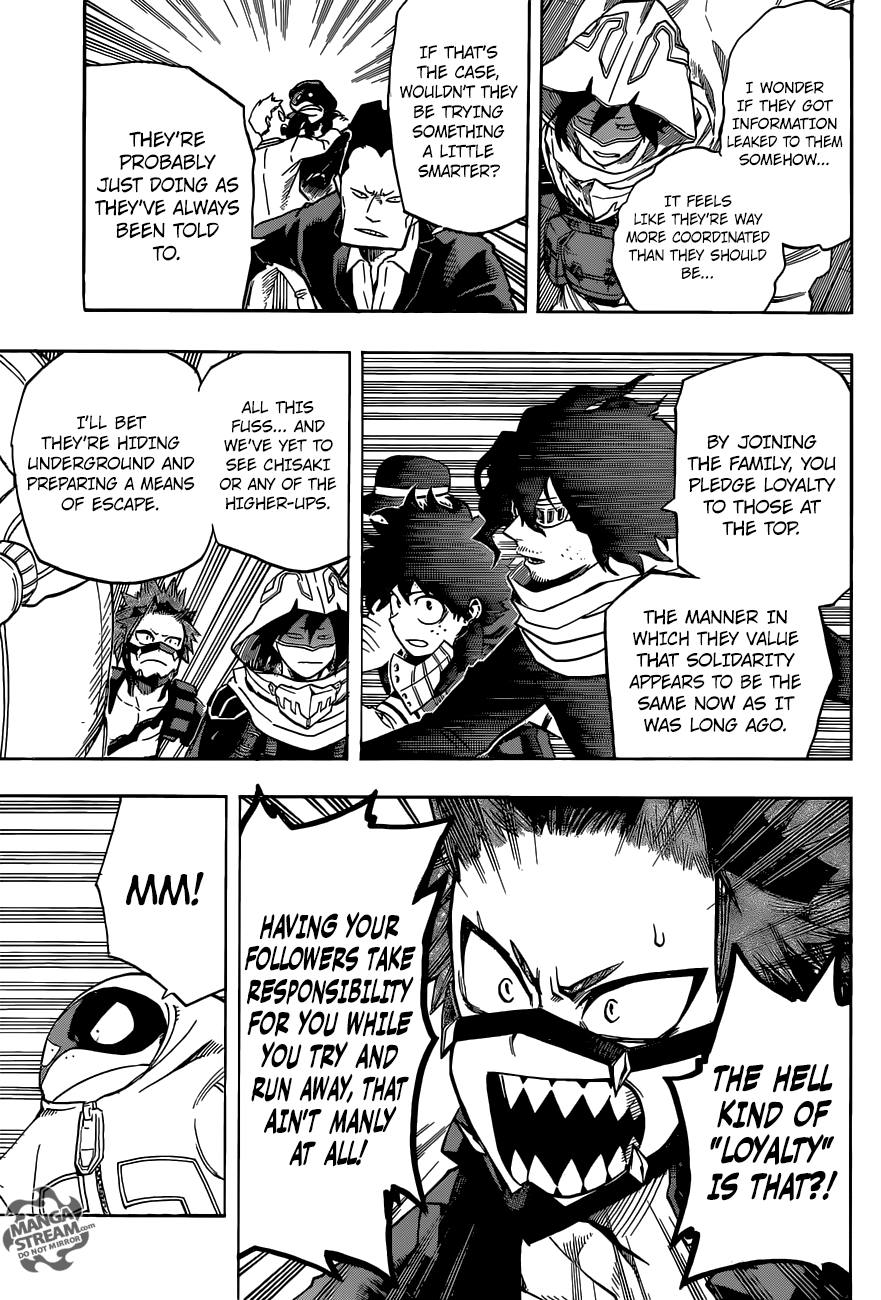 I WONDER
IF THEY GOT
INFORMATION
LEAKED TO THEM
SOMEHOW...
IT FEELS
LIKE THEY'RE WAY
MORE COORDINATED
THAN THEY SHOULD
BE...
IF THAT'S
THE CASE,
WOULDN'T THEY
BE TRYING
SOMETHING
A LITTLE
SMARTER?
THEY'RE
PROBABLY
JUST DOING AS
THEY'VE ALWAYS
BEEN TOLD
TO.
BY JOINING
THE FAMILY, YOU
PLEDGE LOYALTY
TO THOSE AT
THE TOP.
THE MANNER IN
WHICH THEY VALUE
THAT SOLIDARITY
APPEARS TO BE THE
SAME NOW AS IT
WAS LONG AGO.
ALL THIS
FUSS... AND
WE'VE YET TO
SEE CHISAKI
OR ANY OF THE
HIGHER-UPS.
I'LL BET
THEY'RE HIDING
UNDERGROUND AND
PREPARING A MEANS
OF ESCAPE.
THE HELL
KIND OF
"LOYALTY"
IS THAT?!
HAVING YOUR
FOLLOWERS TAKE
RESPONSIBILITY
FOR YOU WHILE
YOU TRY AND
RUN AWAY, THAT
AIN'T MANLY
AT ALL!
MM!
MANGA
STREAM.com
DO NOT MIRROR